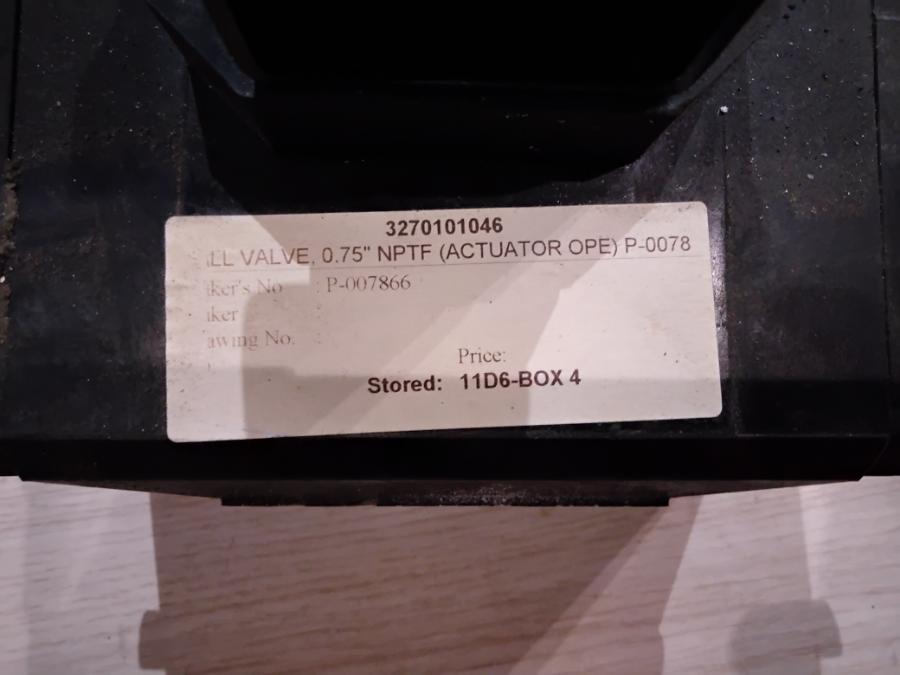 3270101046
LL VALVE, 0.75" NPTF (ACTUATOR OPE) P-0078
ker's No : P-007866
ker :
awing No. :
Price:
Stored: 11D6-BOX 4